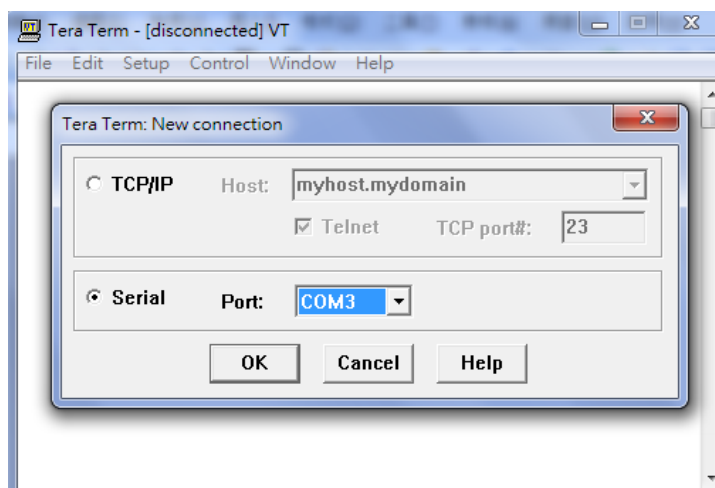 Tera Term - [disconnected] VT
File Edit Setup Control Window Help
Tera Term: New connection
TCP/IP Host: myhost.mydomain
Telnet TCP port#: 23
Serial Port: COM3
OK Cancel Help